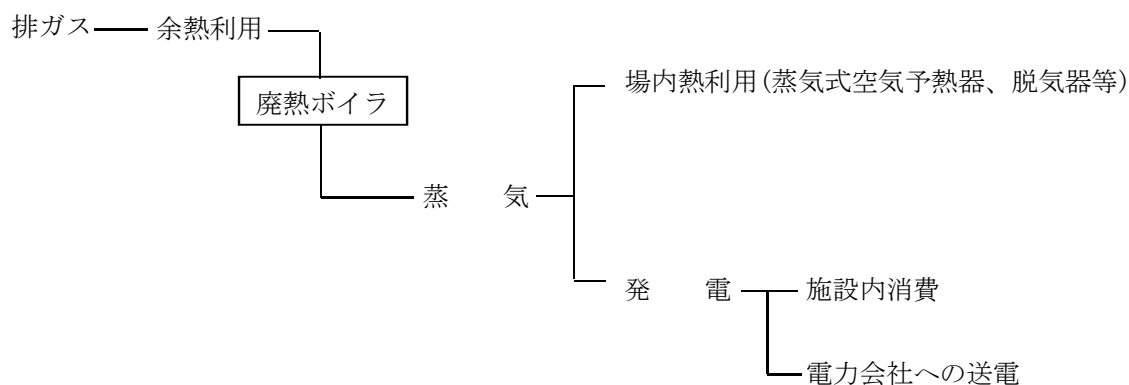 排ガス 余熱利用
場内熱利用(蒸気式空気予熱器、脱気器等)
廃熱ボイラ
蒸　　気
発　　電 施設内消費
電力会社への送電